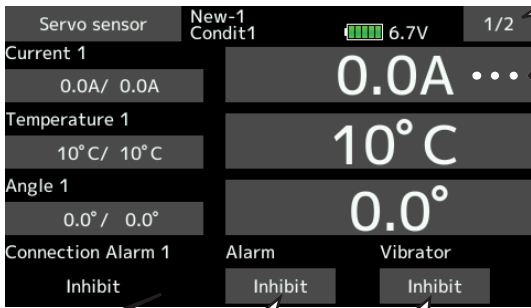 Servo sensor New-1 Condit1 6.7V 1/2
Current 1
0.0A/ 0.0A 0.0A
Temperature 1
10°C/ 10°C 10°C
Angle 1
0.0°/ 0.0° 0.0°
Connection Alarm 1 Alarm Vibrator
Inhibit Inhibit Inhibit